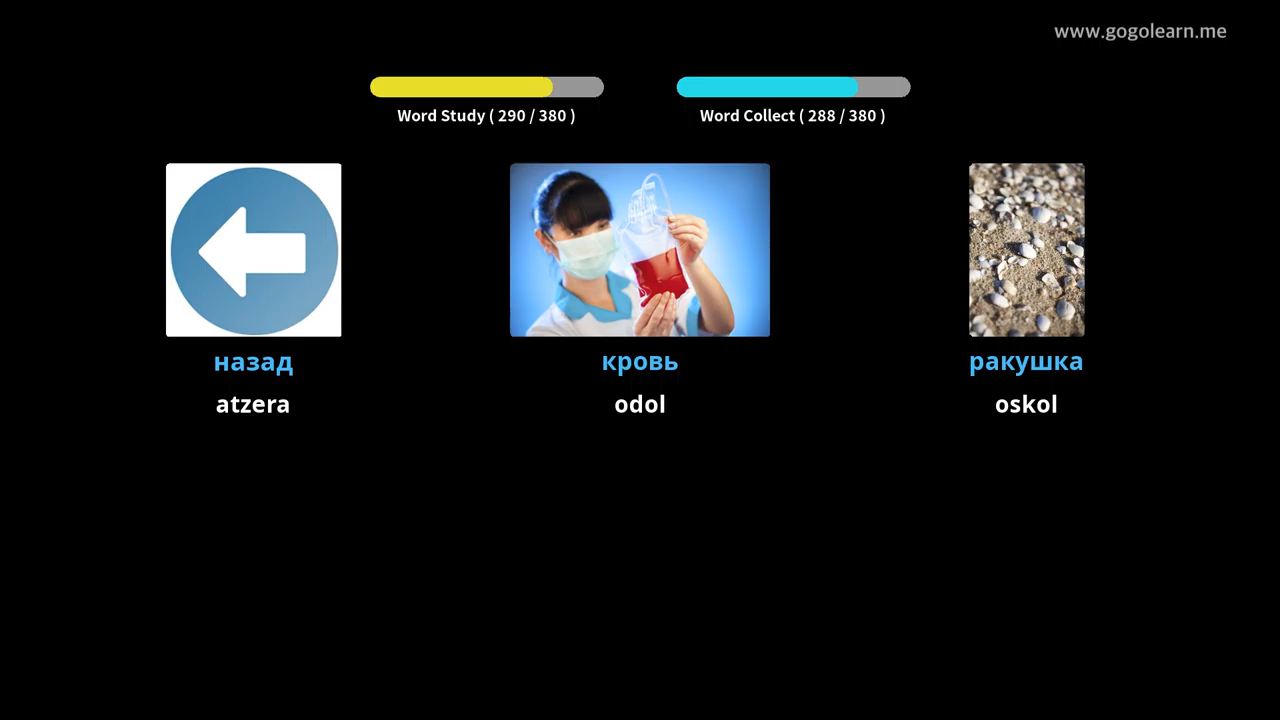 www.gogolearn.me
Word Study ( 290 / 380 )
Word Collect ( 288 / 380 )
назад
кровь
ракушка
atzera
odol
oskol